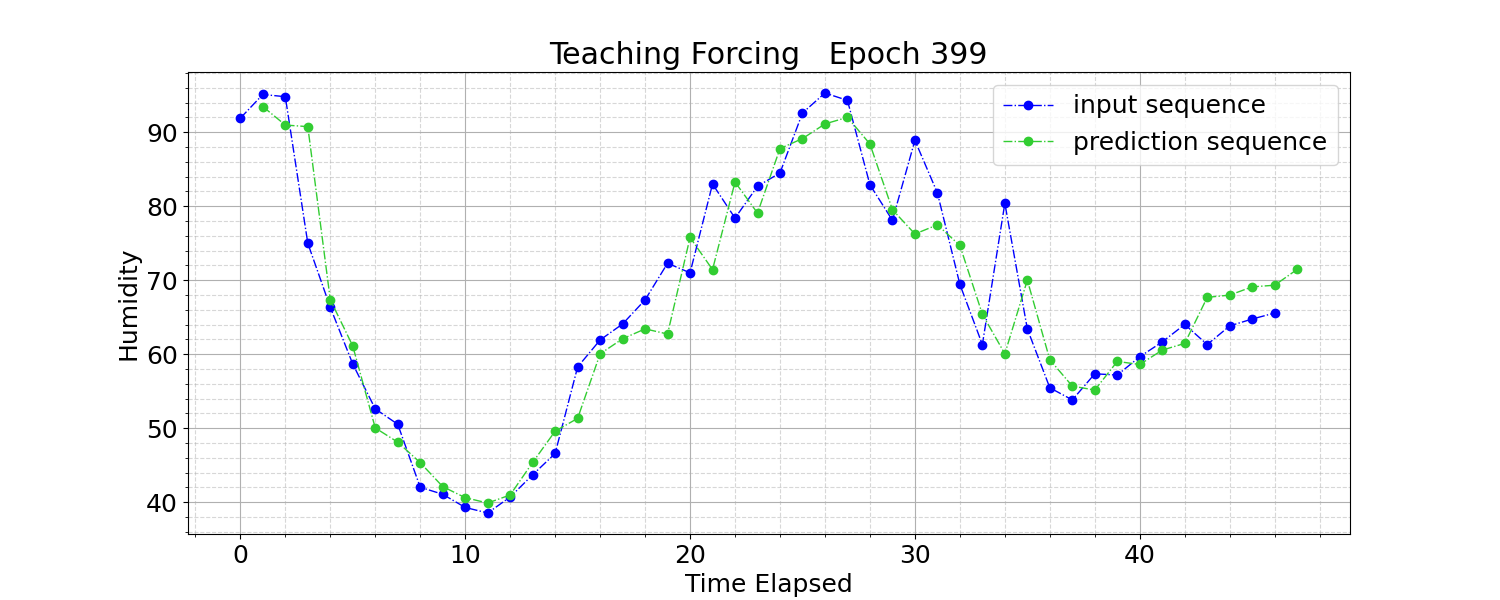 Teaching Forcing   Epoch 399
input sequence
prediction sequence
90
80
70
60
50
40
Humidity
0 10 20 30 40
Time Elapsed